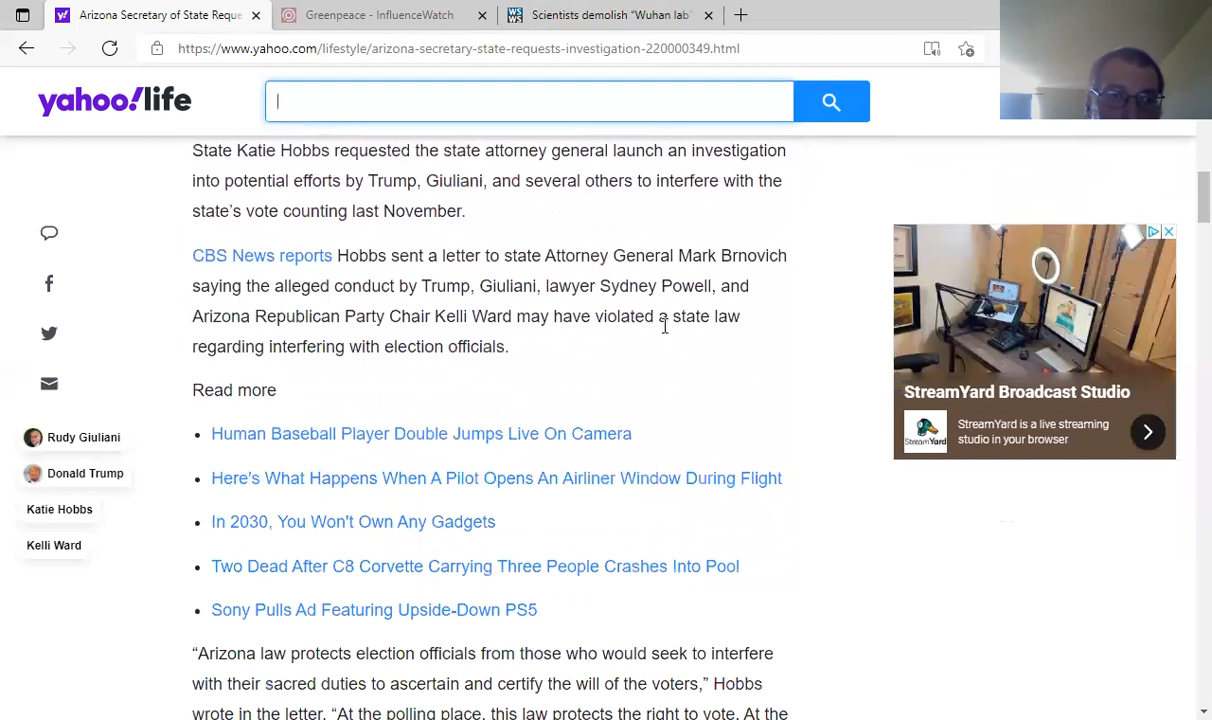 Arizona Secretary of State Reque
Greenpeace - InfluenceWatch
WS WS
Scientists demolish "Wuhan lab"
https://www.yahoo.com/lifestyle/arizona-secretary-state-requests-investigation-220000349.html
yahoo!life
State Katie Hobbs requested the state attorney general launch an investigation
into potential efforts by Trump, Giuliani, and several others to interfere with the
state's vote counting last November.
CBS News reports Hobbs sent a letter to state Attorney General Mark Brnovich
saying the alleged conduct by Trump, Giuliani, lawyer Sydney Powell, and
Arizona Republican Party Chair Kelli Ward may have violated a state law
regarding interfering with election officials.
Read more
Human Baseball Player Double Jumps Live On Camera
Here's What Happens When A Pilot Opens An Airliner Window During Flight
In 2030, You Won't Own Any Gadgets
Two Dead After C8 Corvette Carrying Three People Crashes Into Pool
Sony Pulls Ad Featuring Upside-Down PS5
"Arizona law protects election officials from those who would seek to interfere
with their sacred duties to ascertain and certify the will of the voters," Hobbs
wrote in the letter. "At the polling place, this law protects the right to vote. At the
Rudy Giuliani
Donald Trump
Katie Hobbs
Kelli Ward
StreamYard Broadcast Studio
StreamYard
StreamYard is a live streaming
studio in your browser